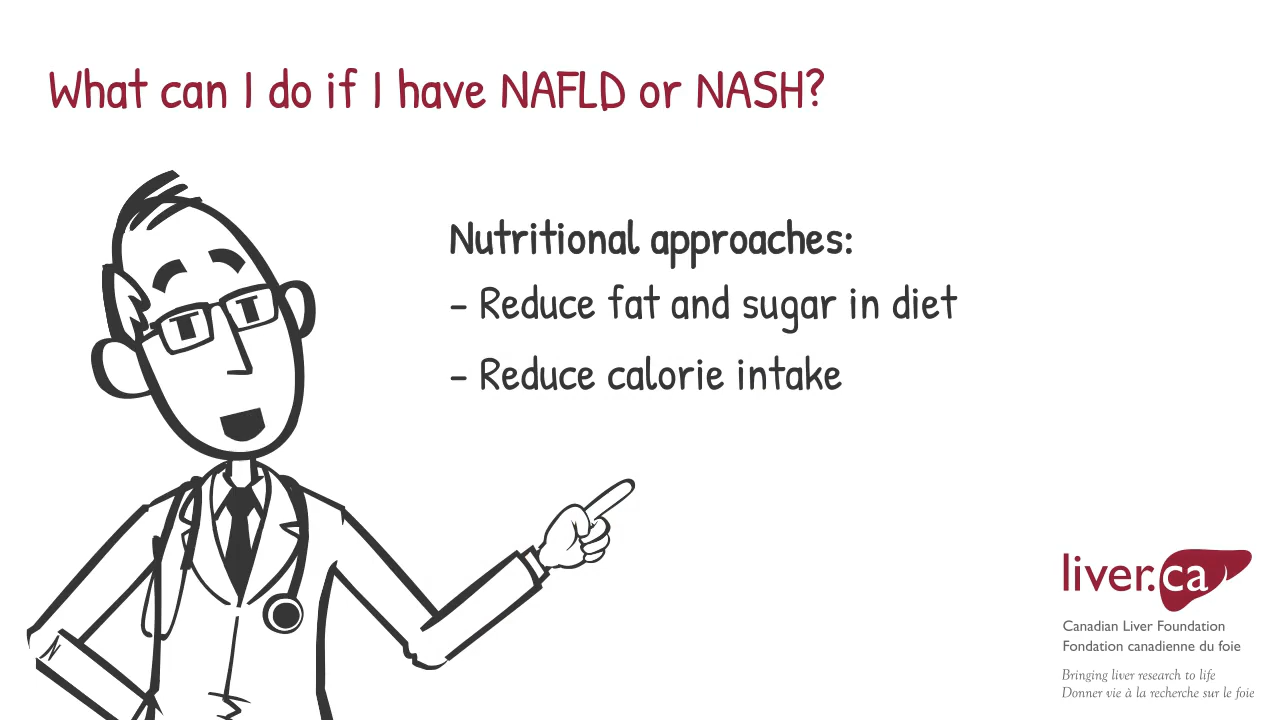 What can I do if I have NAFLD or NASH?
Nutritional approaches:
- Reduce fat and sugar in diet
- Reduce calorie intake
liver.ca
Canadian Liver Foundation
Fondation canadienne du foie
Bringing liver research to life
Donner vie à la recherche sur le foie